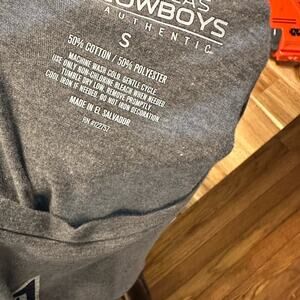 COWBOYS
AUTHENTIC
S
50% COTTON / 50% POLYESTER
MACHINE WASH COLD, GENTLE CYCLE.
USE ONLY NON-CHLORINE BLEACH WHEN NEEDED.
TUMBLE DRY LOW. REMOVE PROMPTLY.
COOL IRON IF NEEDED. DO NOT IRON DECORATION.
MADE IN EL SALVADOR